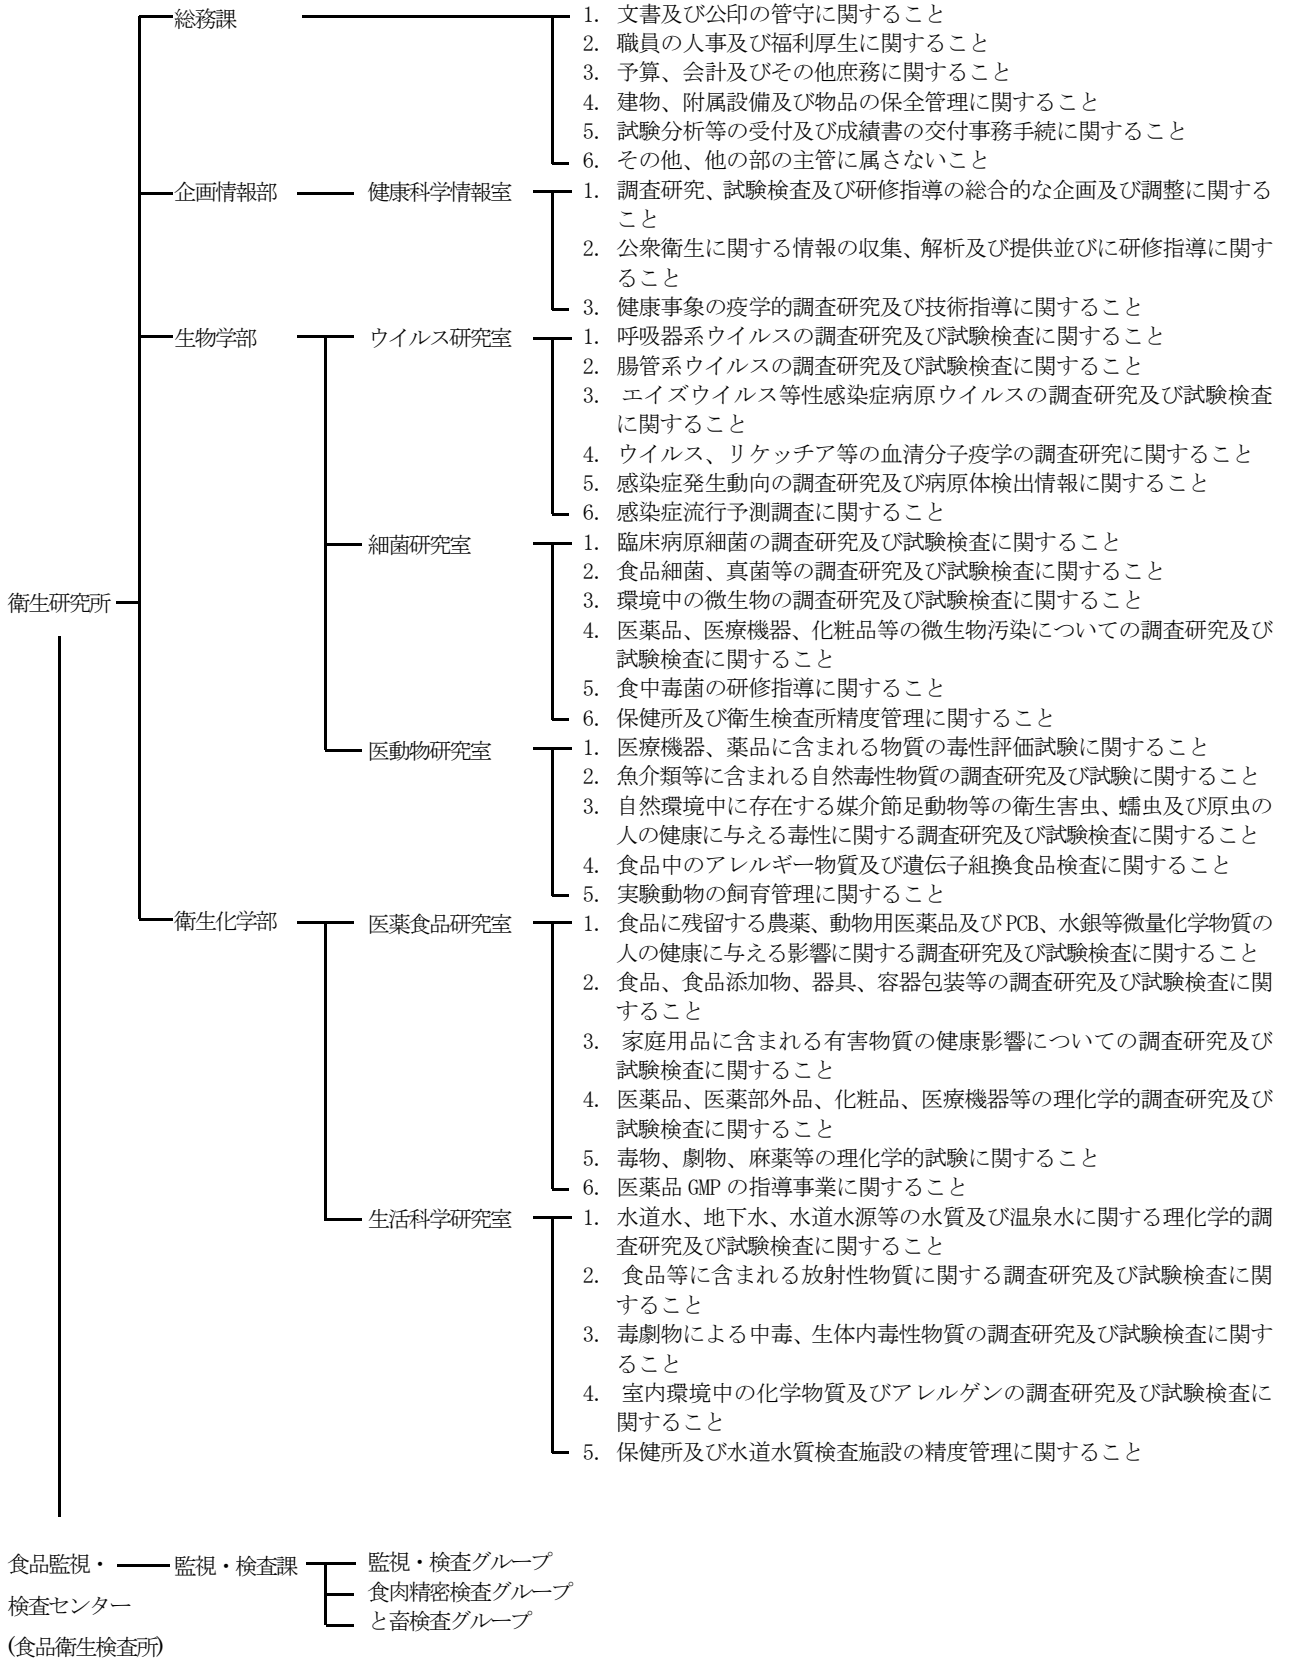 総務課
1. 文書及び公印の管守に関すること
2. 職員の人事及び福利厚生に関すること
3. 予算、会計及びその他庶務に関すること
4. 建物、附属設備及び物品の保全管理に関すること
5. 試験分析等の受付及び成績書の交付事務手続に関すること
6. その他、他の部の主管に属さないこと
企画情報部
健康科学情報室
1. 調査研究、試験検査及び研修指導の総合的な企画及び調整に関する
こと
2. 公衆衛生に関する情報の収集、解析及び提供並びに研修指導に関す
ること
3. 健康事象の疫学的調査研究及び技術指導に関すること
生物学部
ウイルス研究室
1. 呼吸器系ウイルスの調査研究及び試験検査に関すること
2. 腸管系ウイルスの調査研究及び試験検査に関すること
3. エイズウイルス等性感染症病原ウイルスの調査研究及び試験検査
に関すること
4. ウイルス、リケッチア等の血清分子疫学の調査研究に関すること
5. 感染症発生動向の調査研究及び病原体検出情報に関すること
6. 感染症流行予測調査に関すること
細菌研究室
1. 臨床病原細菌の調査研究及び試験検査に関すること
2. 食品細菌、真菌等の調査研究及び試験検査に関すること
3. 環境中の微生物の調査研究及び試験検査に関すること
4. 医薬品、医療機器、化粧品等の微生物汚染についての調査研究及び
試験検査に関すること
5. 食中毒菌の研修指導に関すること
6. 保健所及び衛生検査所精度管理に関すること
衛生研究所
医動物研究室
1. 医療機器、薬品に含まれる物質の毒性評価試験に関すること
2. 魚介類等に含まれる自然毒性物質の調査研究及び試験に関すること
3. 自然環境中に存在する媒介節足動物等の衛生害虫、蠕虫及び原虫の
人の健康に与える毒性に関する調査研究及び試験検査に関すること
4. 食品中のアレルギー物質及び遺伝子組換食品検査に関すること
5. 実験動物の飼育管理に関すること
衛生化学部
医薬食品研究室
1. 食品に残留する農薬、動物用医薬品及び PCB、水銀等微量化学物質の
人の健康に与える影響に関する調査研究及び試験検査に関すること
2. 食品、食品添加物、器具、容器包装等の調査研究及び試験検査に関
すること
3. 家庭用品に含まれる有害物質の健康影響についての調査研究及び
試験検査に関すること
4. 医薬品、医薬部外品、化粧品、医療機器等の理化学的調査研究及び
試験検査に関すること
5. 毒物、劇物、麻薬等の理化学的試験に関すること
6. 医薬品 GMP の指導事業に関すること
生活科学研究室
1. 水道水、地下水、水道水源等の水質及び温泉水に関する理化学的調
査研究及び試験検査に関すること
2. 食品等に含まれる放射性物質に関する調査研究及び試験検査に関
すること
3. 毒劇物による中毒、生体内毒性物質の調査研究及び試験検査に関す
ること
4. 室内環境中の化学物質及びアレルゲンの調査研究及び試験検査に
関すること
5. 保健所及び水道水質検査施設の精度管理に関すること
食品監視・
検査センター
(食品衛生検査所)
監視・検査課
監視・検査グループ
食肉精密検査グループ
と畜検査グループ